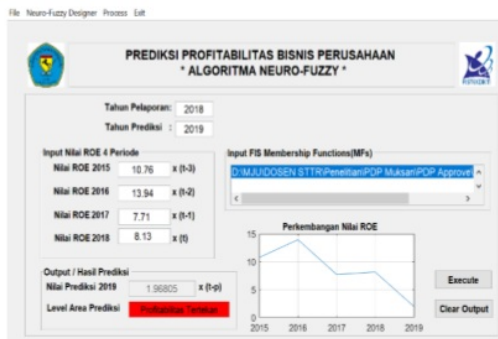 File Neuro-Fuzzy Designer Process Exit
PREDIKSI PROFITABILITAS BISNIS PERUSAHAAN
* ALGORITMA NEURO-FUZZY *
Tahun Pelaporan: 2018
Tahun Prediksi : 2019
Input Nilai ROE 4 Periode
Nilai ROE 2015 10.76 x (t-3)
Nilai ROE 2016 13.94 x (t-2)
Nilai ROE 2017 7.71 x (t-1)
Nilai ROE 2018 8.13 x (t)
Input FIS Membership Functions(MFs)
D:\MJU\DOSEN STTR\Penelitian\PDP Muksan\PDP Approve\
Perkembangan Nilai ROE
15
10
5
0
2015 2016 2017 2018 2019
Output / Hasil Prediksi
Nilai Prediksi 2019 1.96805 x (t-p)
Level Area Prediksi Profitabilitas Tertekan
Execute
Clear Output